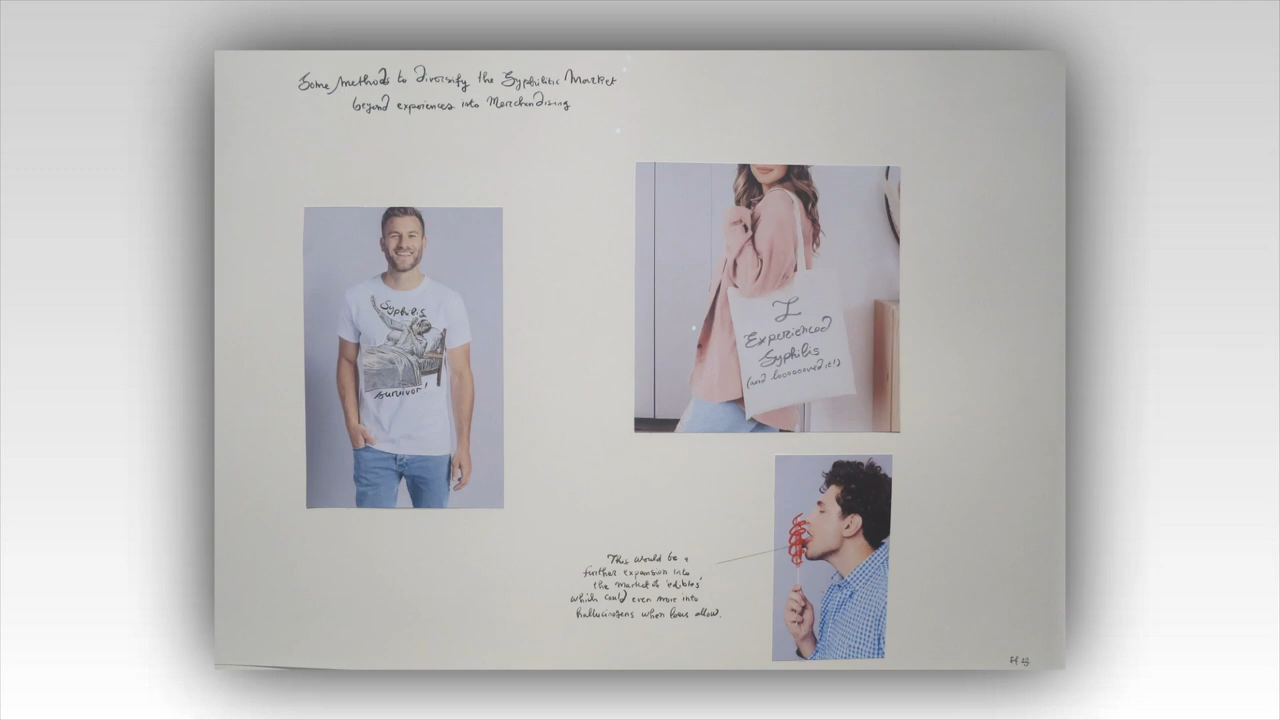 Some methods to diversify the Syphilitic Market
beyond experiences into Merchandising
Syphilis
survivor!
I
Experienced
Syphilis
(and looooooved it!)
This would be a
further expansion into
the market of 'edibles'
which could even move into
hallucinogens when laws allow.